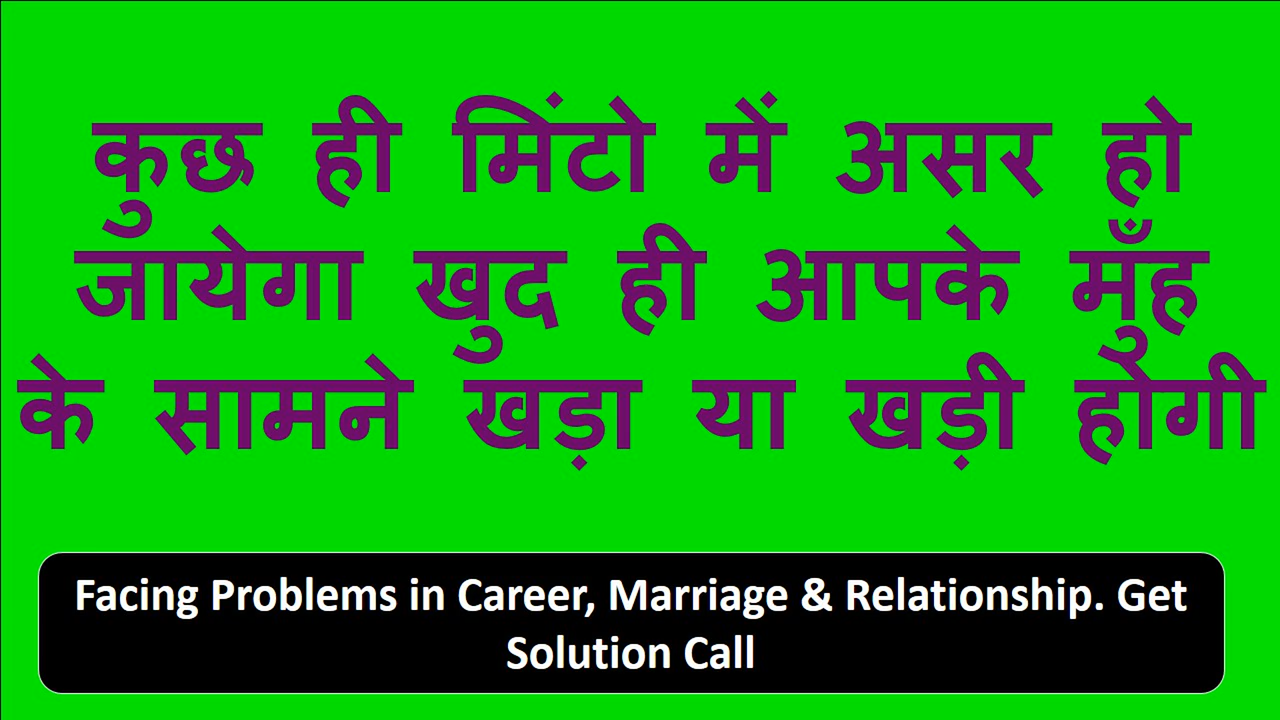 कुछ ही मिंटो में असर हो
जायेगा खुद ही आपके मुँह
के सामने खड़ा या खड़ी होगी
Facing Problems in Career, Marriage & Relationship. Get
Solution Call